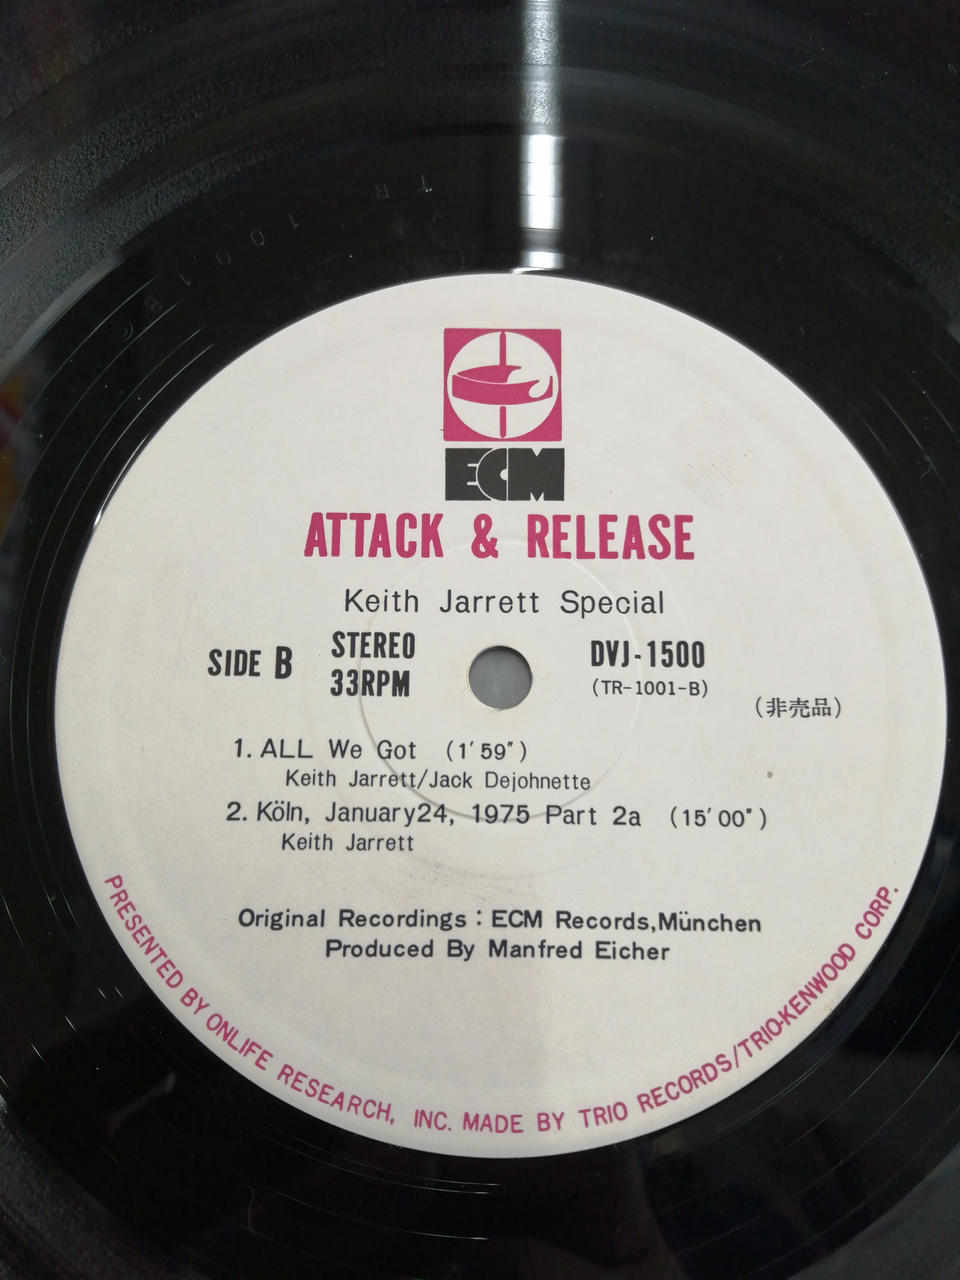 TR 1001 B
ECM
ATTACK & RELEASE
Keith Jarrett Special
SIDE B
STEREO
33RPM
DVJ-1500
(TR-1001-B)
(非売品)
1. ALL We Got (1'59")
Keith Jarrett/Jack Dejohnette
2. Köln, January24, 1975 Part 2a (15'00")
Keith Jarrett
Original Recordings : ECM Records,München
Produced By Manfred Eicher
PRESENTED BY ONLIFE RESEARCH, INC. MADE BY TRIO RECORDS/TRIO-KENWOOD CORP.